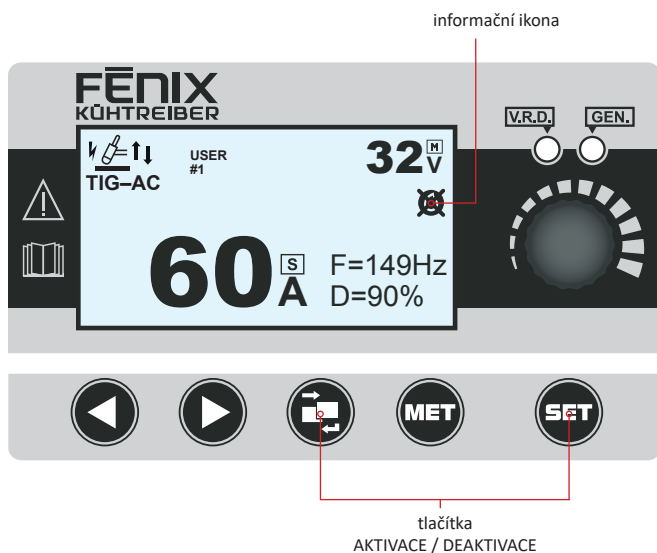 informační ikona
FĒNIX
KÜHTREIBER
V.R.D.
GEN.
USER
#1
TIG–AC
32 M V
60 S A
F=149Hz
D=90%
MET
SET
tlačítka
AKTIVACE / DEAKTIVACE